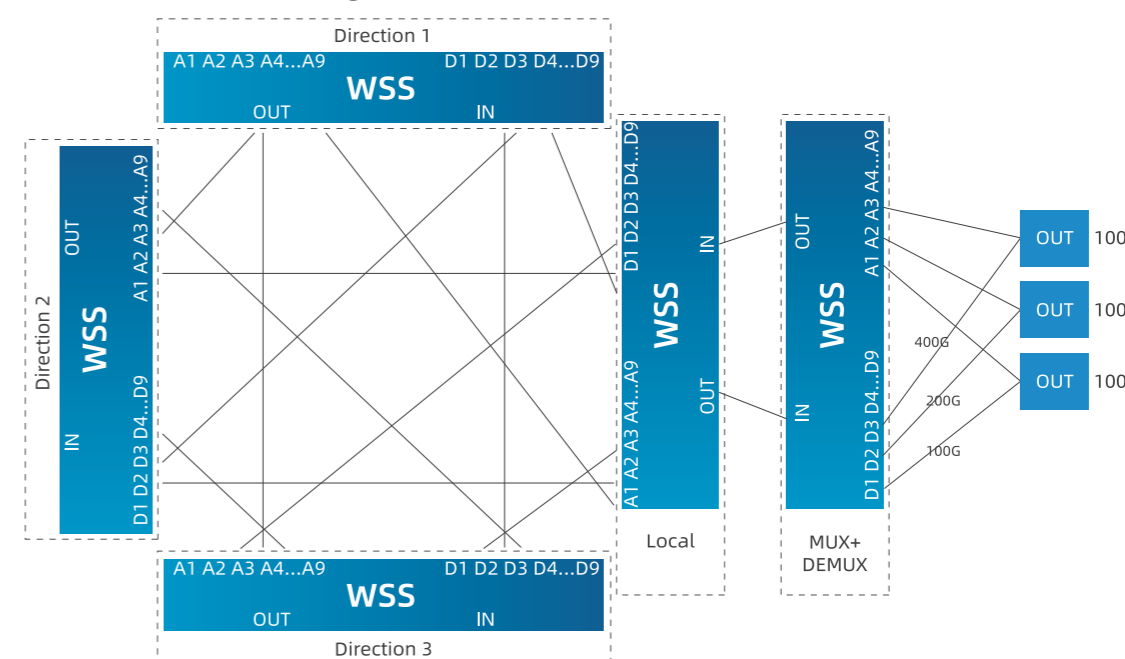 Direction 1
A1 A2 A3 A4...A9
D1 D2 D3 D4...D9
WSS
OUT
IN
Direction 2
A1 A2 A3 A4...A9
OUT
WSS
D1 D2 D3 D4...D9
IN
D1 D2 D3 D4...D9
IN
WSS
A1 A2 A3 A4...A9
OUT
Local
A1 A2 A3 A4...A9
OUT
WSS
D1 D2 D3 D4...D9
IN
MUX+
DEMUX
400G
200G
100G
OUT
100
OUT
100
OUT
100
A1 A2 A3 A4...A9
D1 D2 D3 D4...D9
WSS
OUT
IN
Direction 3